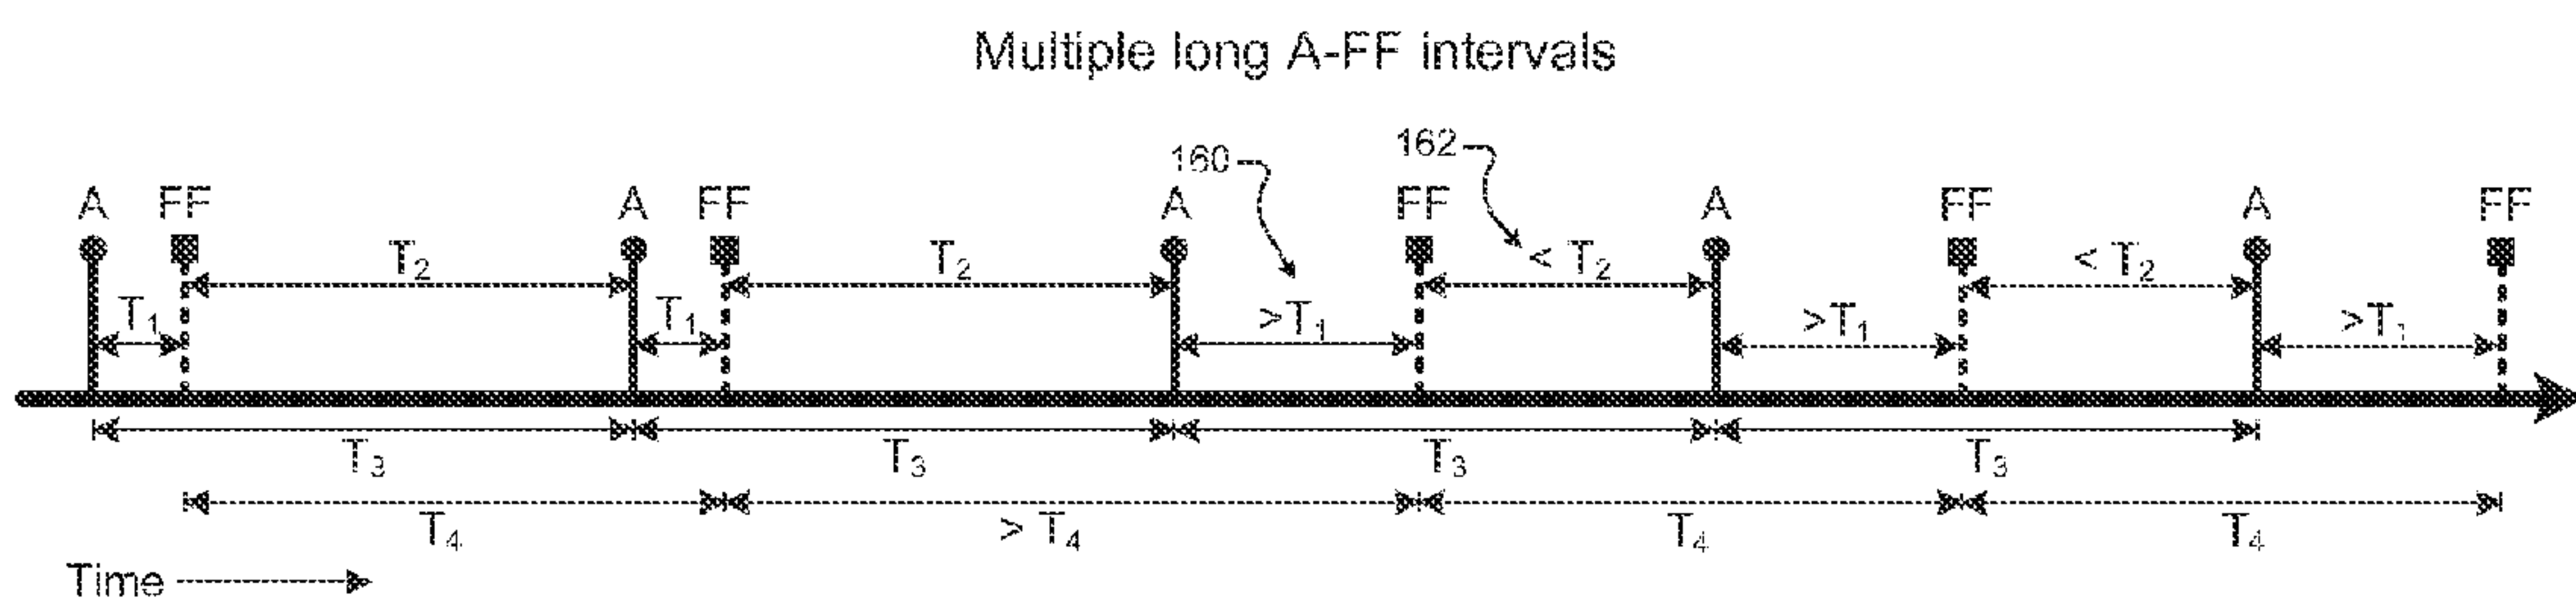 Multiple long A-FF intervals
160 162
A FF A FF A FF A FF A FF
T₂ T₂ < T₂ < T₂
T₁ T₁ >T₁ >T₁ >T₁
T₃ T₃ T₃ T₃
T₄ > T₄ T₄ T₄
Time